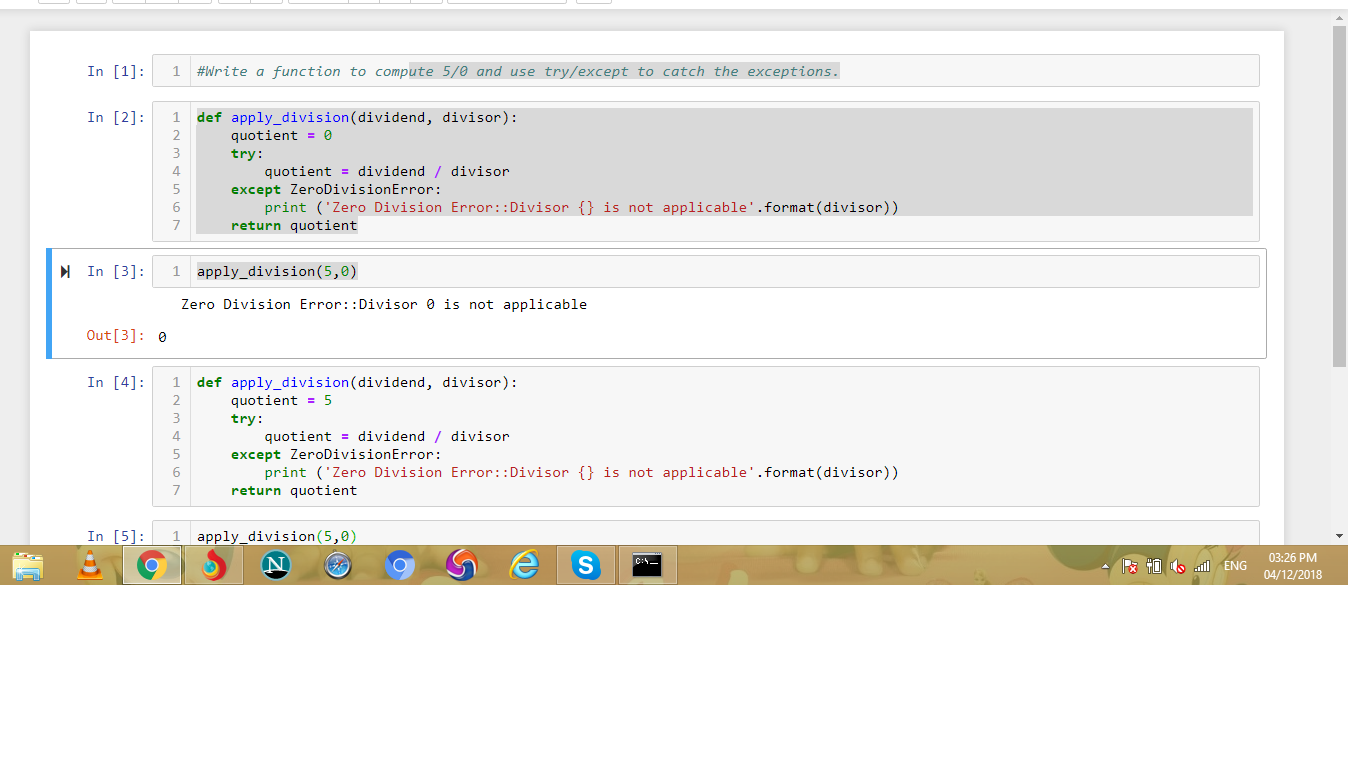 In [1]: 1 #Write a function to compute 5/0 and use try/except to catch the exceptions.
In [2]: 1 def apply_division(dividend, divisor):
2     quotient = 0
3     try:
4         quotient = dividend / divisor
5     except ZeroDivisionError:
6         print ('Zero Division Error::Divisor {} is not applicable'.format(divisor))
7     return quotient
In [3]: 1 apply_division(5,0)
Zero Division Error::Divisor 0 is not applicable
Out[3]: 0
In [4]: 1 def apply_division(dividend, divisor):
2     quotient = 5
3     try:
4         quotient = dividend / divisor
5     except ZeroDivisionError:
6         print ('Zero Division Error::Divisor {} is not applicable'.format(divisor))
7     return quotient
In [5]: 1 apply_division(5,0)
N
S
C:\._
ENG
03:26 PM
04/12/2018